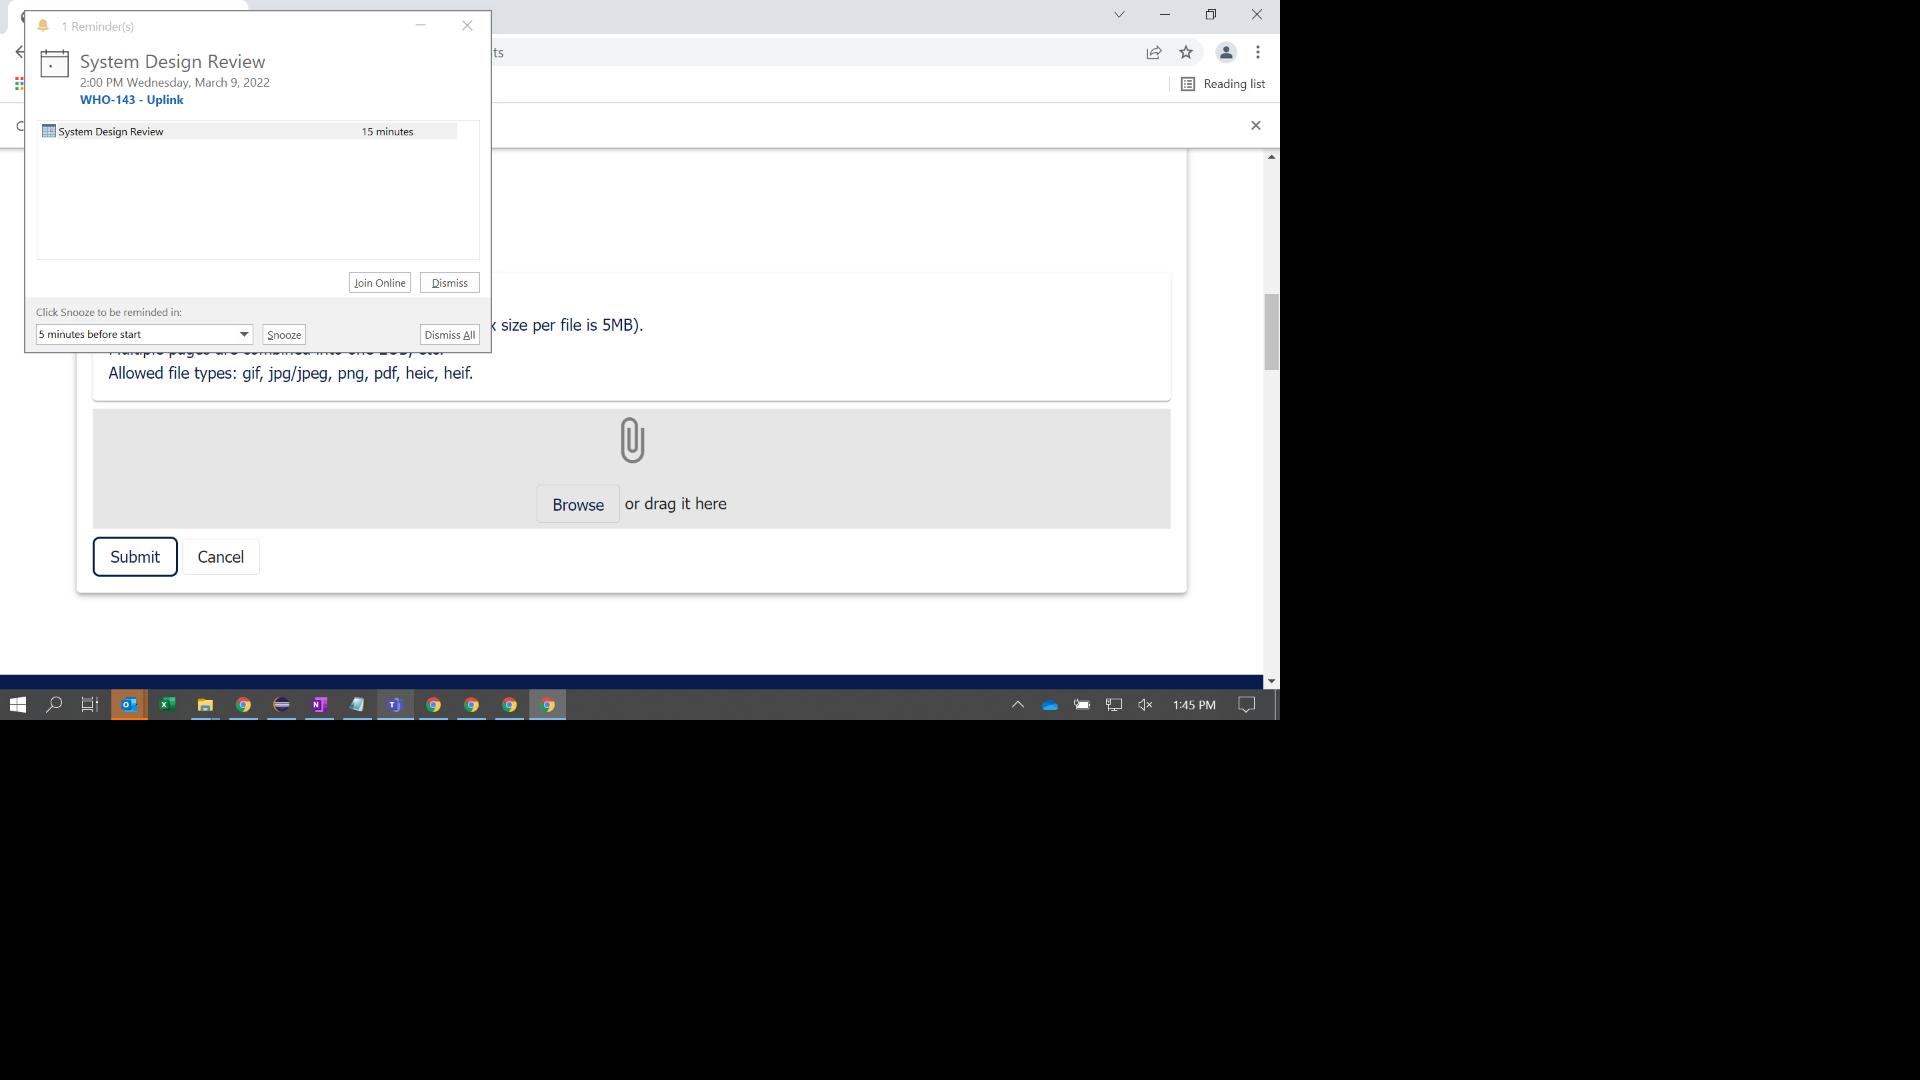 1 Reminder(s)
System Design Review
2:00 PM Wednesday, March 9, 2022
WHO-143 - Uplink
System Design Review 15 minutes
Join Online Dismiss
Click Snooze to be reminded in:
5 minutes before start Snooze Dismiss All
ts
Reading list
size per file is 5MB).
Allowed file types: gif, jpg/jpeg, png, pdf, heic, heif.
Browse or drag it here
Submit Cancel
1:45 PM